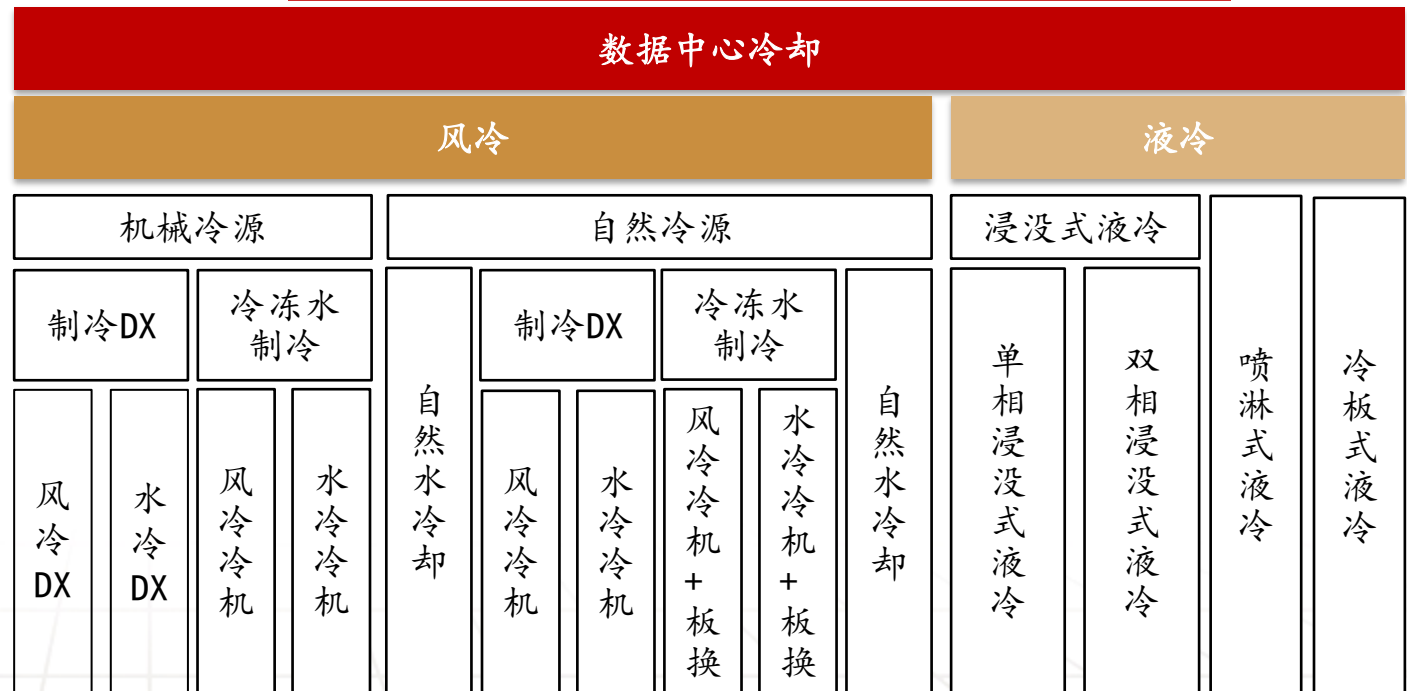 数据中心冷却
风冷
液冷
机械冷源
自然冷源
浸没式液冷
制冷DX
冷冻水
制冷
制冷DX
冷冻水
制冷
风冷DX
水冷DX
风冷冷机
水冷冷机
自然水冷却
风冷冷机
水冷冷机
风冷冷机+板换
水冷冷机+板换
自然水冷却
单相浸没式液冷
双相浸没式液冷
喷淋式液冷
冷板式液冷